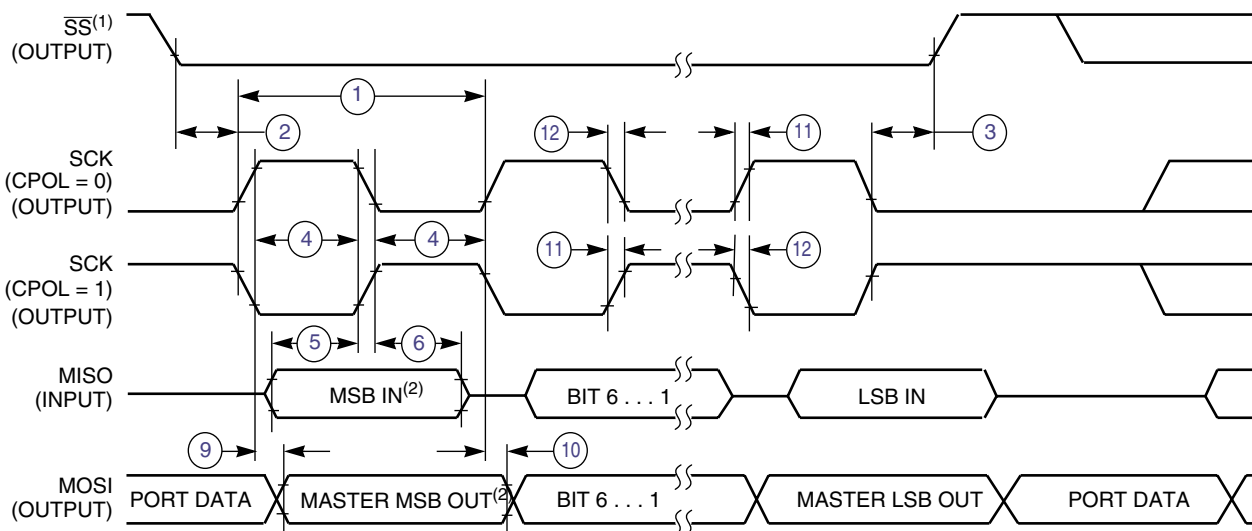 SS(1)
(OUTPUT)
1
2
12
11
3
SCK
(CPOL = 0)
(OUTPUT)
4
4
11
12
SCK
(CPOL = 1)
(OUTPUT)
5
6
MISO
(INPUT)
MSB IN(2)
BIT 6 . . . 1
LSB IN
9
10
MOSI
(OUTPUT)
PORT DATA
MASTER MSB OUT(2)
BIT 6 . . . 1
MASTER LSB OUT
PORT DATA